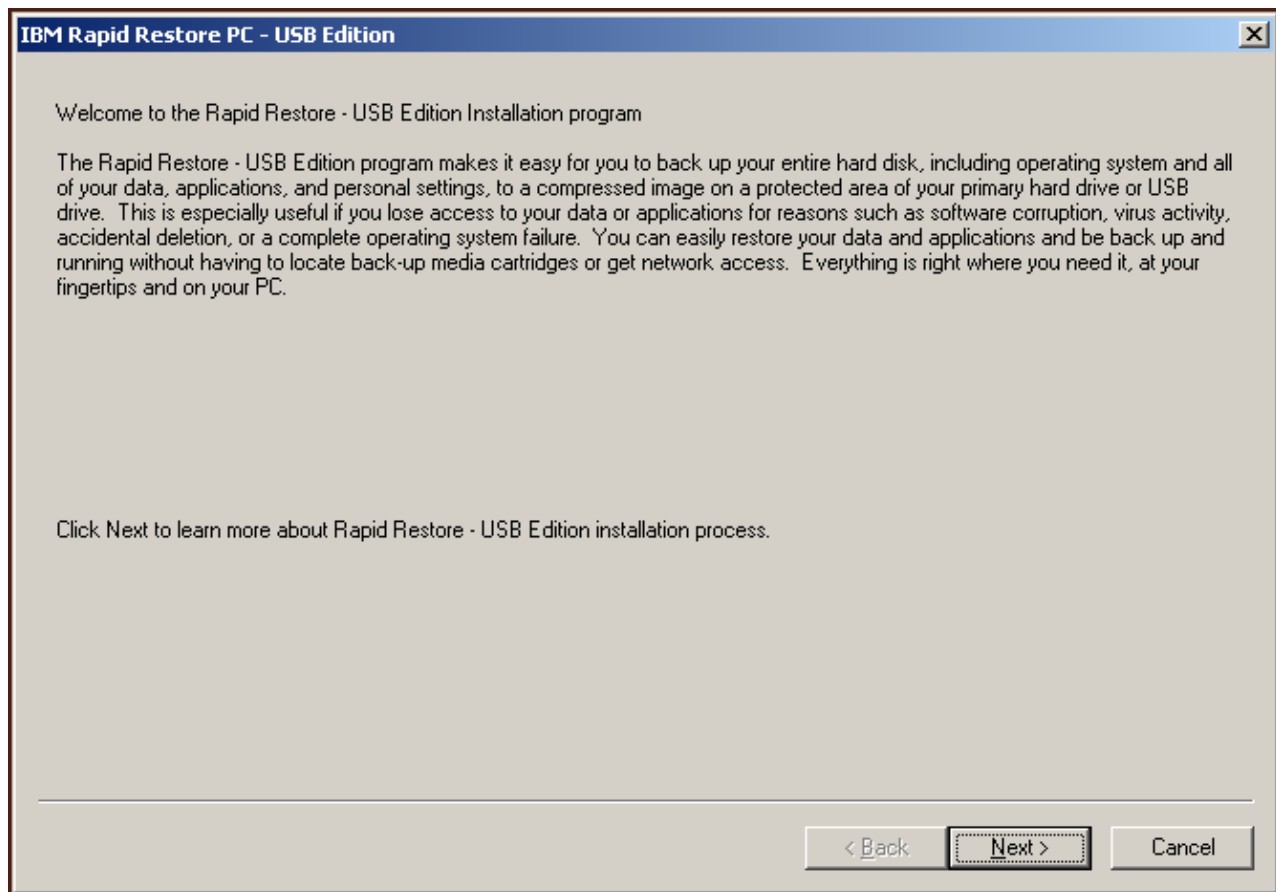 IBM Rapid Restore PC - USB Edition
Welcome to the Rapid Restore - USB Edition Installation program
The Rapid Restore - USB Edition program makes it easy for you to back up your entire hard disk, including operating system and all
of your data, applications, and personal settings, to a compressed image on a protected area of your primary hard drive or USB
drive.  This is especially useful if you lose access to your data or applications for reasons such as software corruption, virus activity,
accidental deletion, or a complete operating system failure.  You can easily restore your data and applications and be back up and
running without having to locate back-up media cartridges or get network access.  Everything is right where you need it, at your
fingertips and on your PC.
Click Next to learn more about Rapid Restore - USB Edition installation process.
< Back Next > Cancel